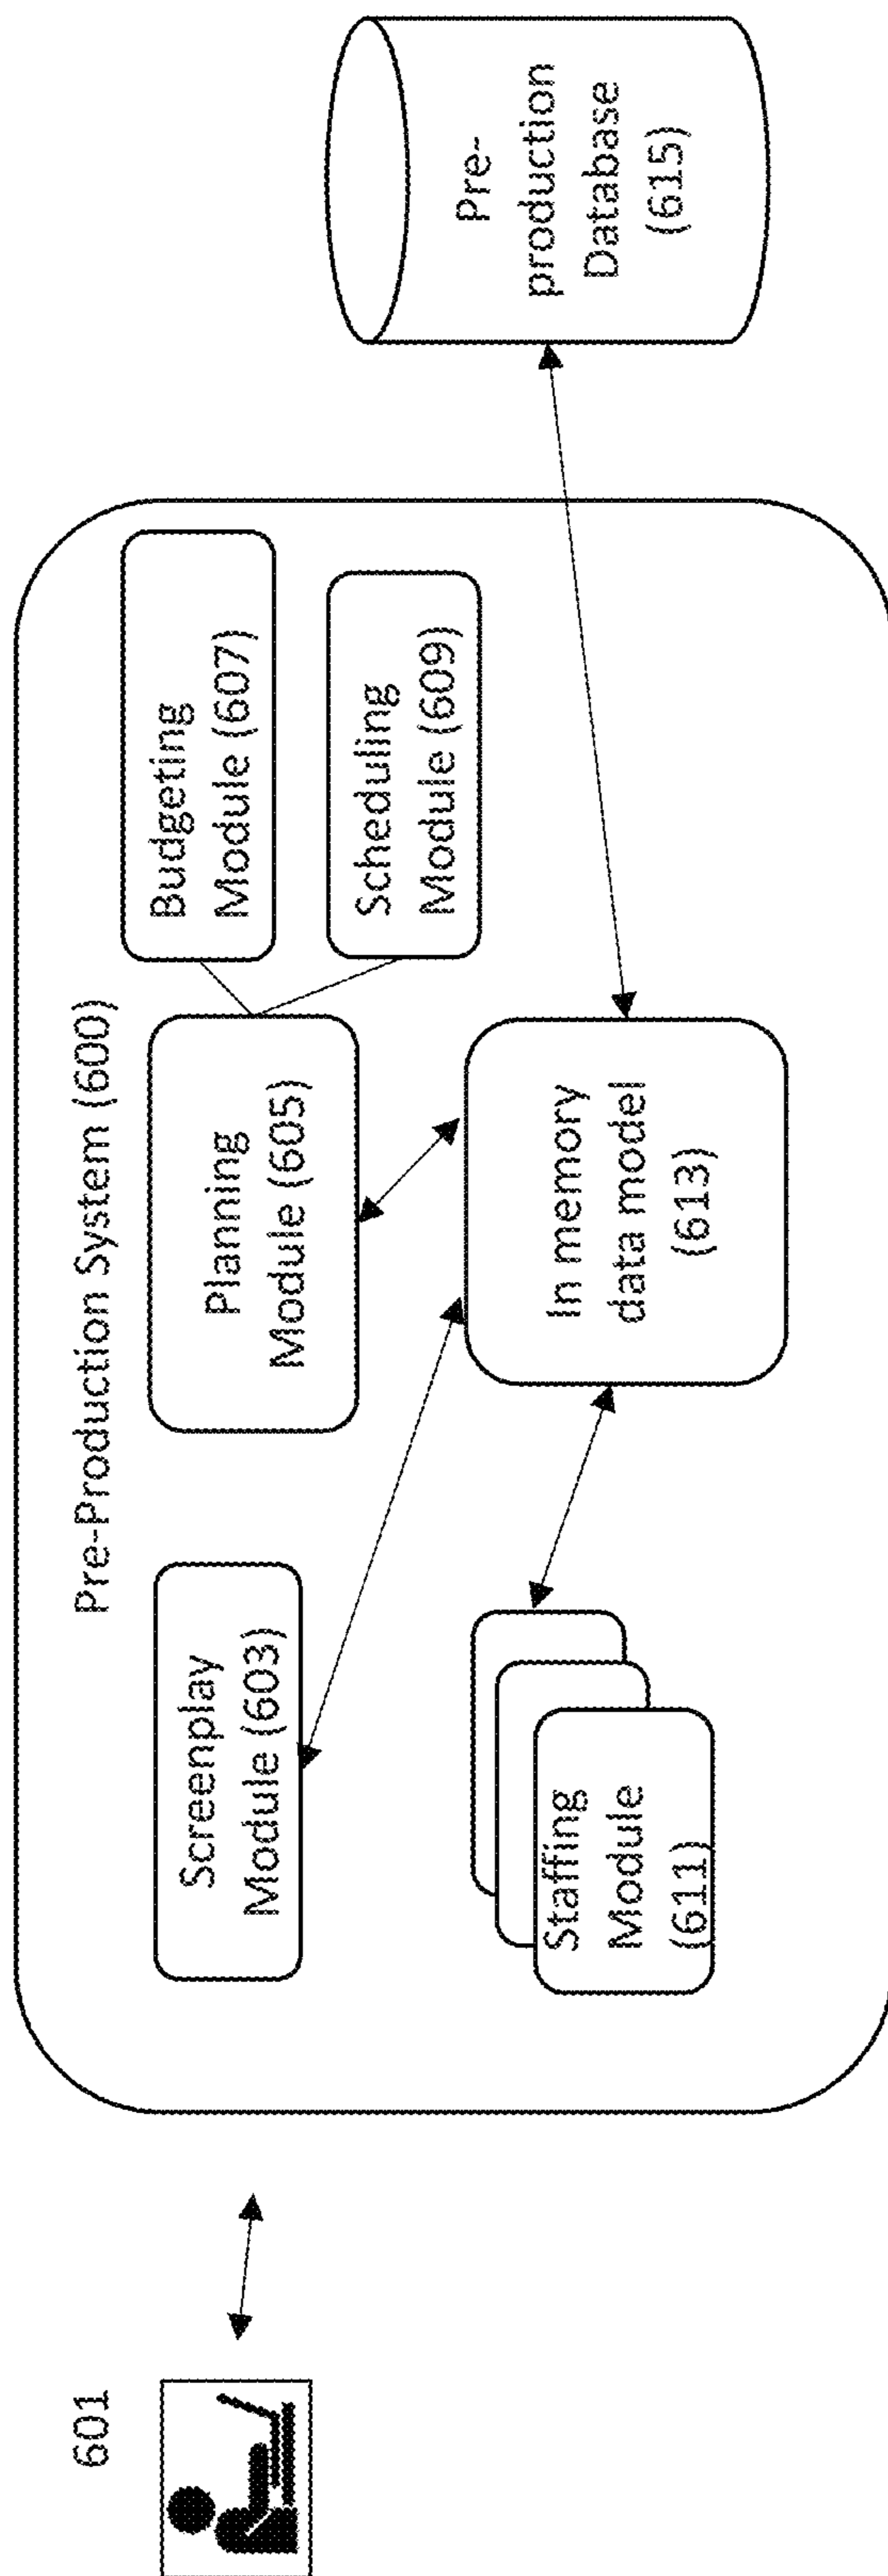 601
Pre-Production System (600)
Screenplay
Module (603)
Planning
Module (605)
Budgeting
Module (607)
Scheduling
Module (609)
Staffing
Module
(611)
In memory
data model
(613)
Pre-
production
Database
(615)